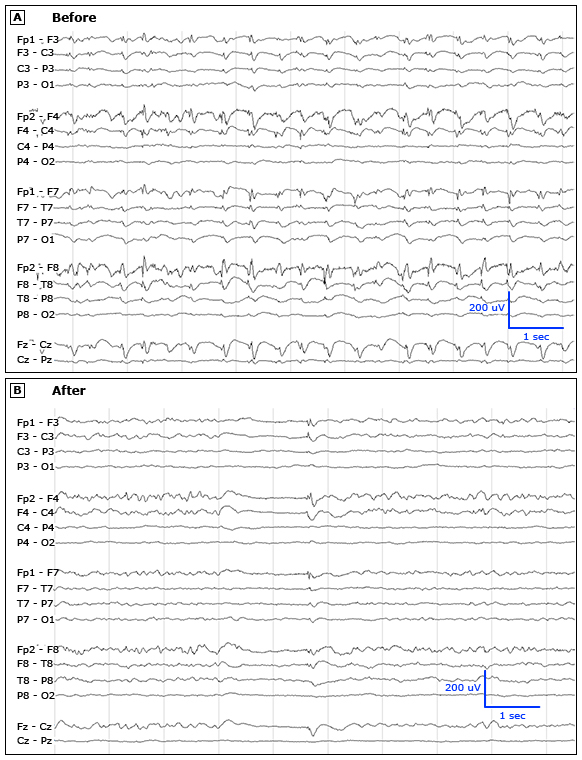 A Before
Fp1 - F3
F3 - C3
C3 - P3
P3 - O1
Fp2 - F4
F4 - C4
C4 - P4
P4 - O2
Fp1 - F7
F7 - T7
T7 - P7
P7 - O1
Fp2 - F8
F8 - T8
T8 - P8
P8 - O2
200 uV
1 sec
Fz - Cz
Cz - Pz
B After
Fp1 - F3
F3 - C3
C3 - P3
P3 - O1
Fp2 - F4
F4 - C4
C4 - P4
P4 - O2
Fp1 - F7
F7 - T7
T7 - P7
P7 - O1
Fp2 - F8
F8 - T8
T8 - P8
P8 - O2
200 uV
1 sec
Fz - Cz
Cz - Pz